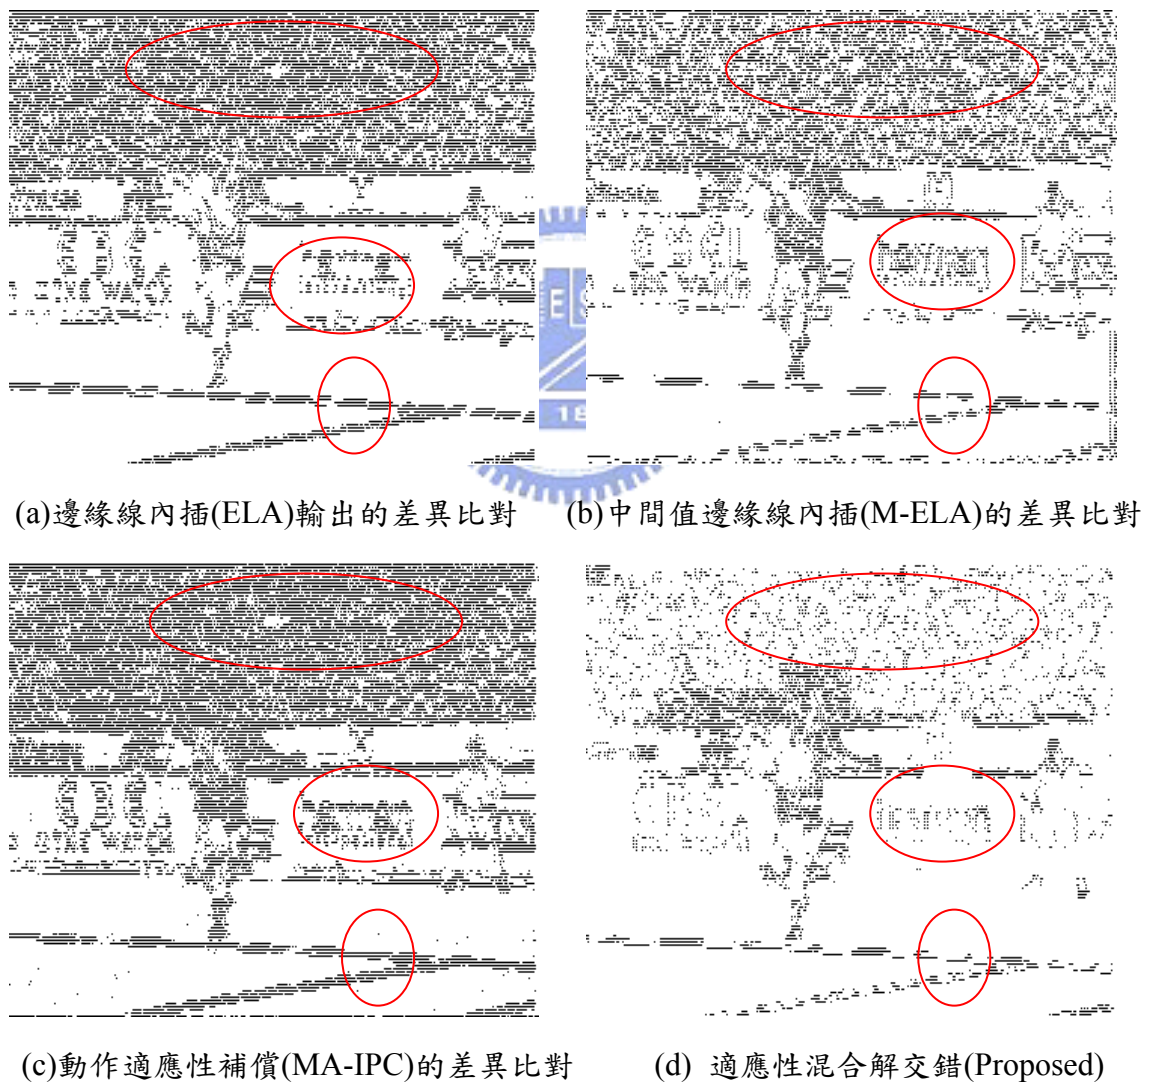 ES
18
(a)邊緣線內插(ELA)輸出的差異比對
(b)中間值邊緣線內插(M-ELA)的差異比對
(c)動作適應性補償(MA-IPC)的差異比對
(d) 適應性混合解交錯(Proposed)